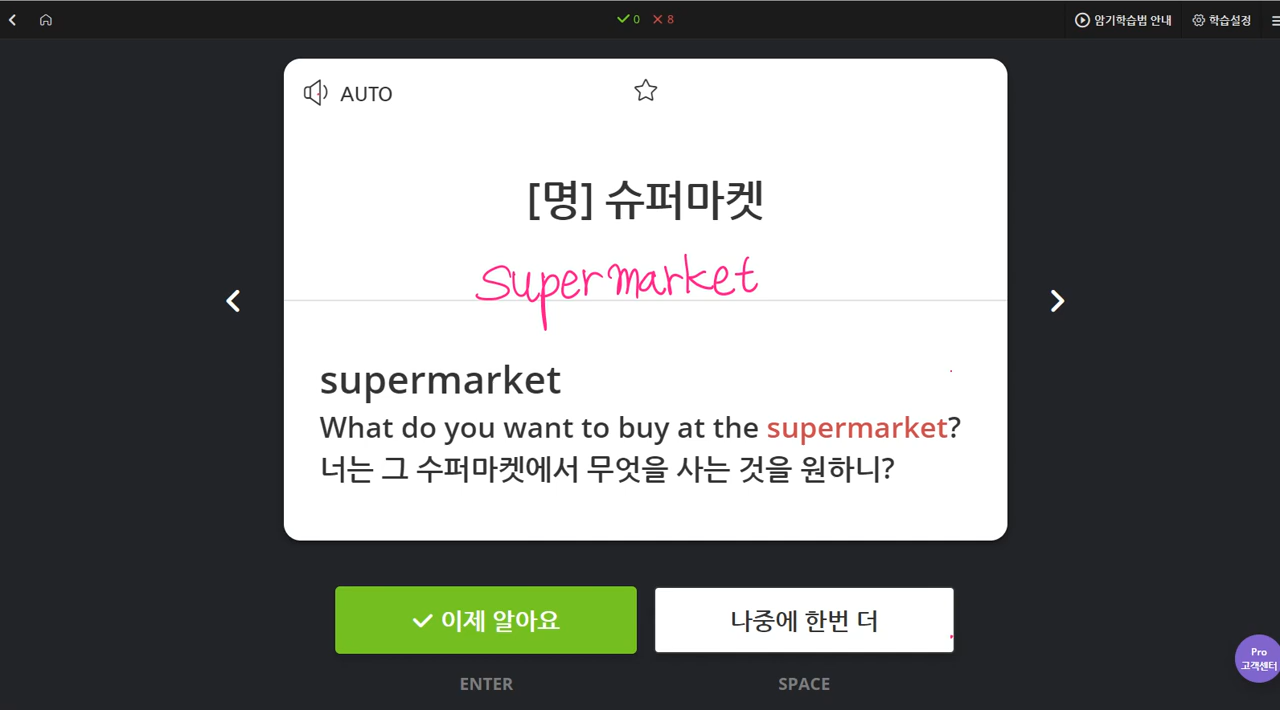 0 8 암기학습법 안내 학습설정
AUTO
[명] 슈퍼마켓
supermarket
supermarket
What do you want to buy at the supermarket?
너는 그 수퍼마켓에서 무엇을 사는 것을 원하니?
이제 알아요 나중에 한번 더
ENTER SPACE
Pro
고객센터